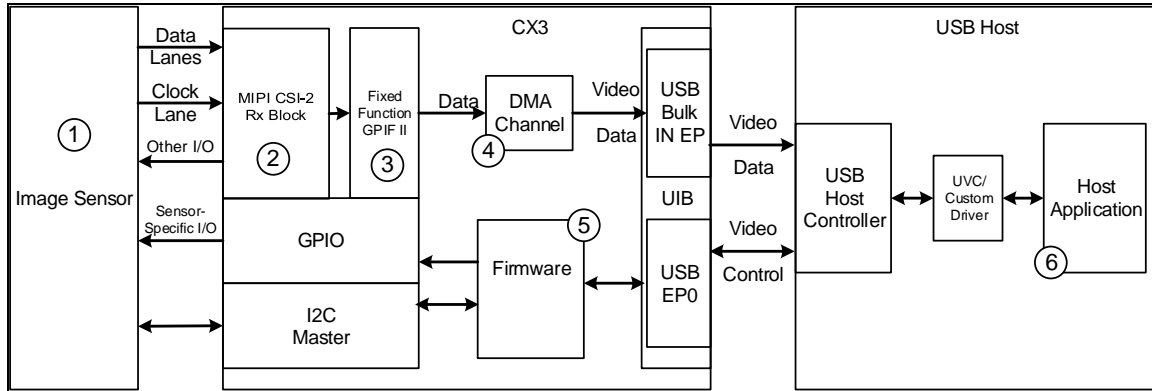 CX3
USB Host
Data
Lanes
Clock
Lane
Other I/O
Sensor-
Specific I/O
1
Image Sensor
MIPI CSI-2
Rx Block
2
Fixed
Function
GPIF II
3
Data
DMA
Channel
4
Video
Data
USB
Bulk
IN EP
UIB
Video
Data
GPIO
I2C
Master
5
Firmware
USB
EP0
Video
Control
USB
Host
Controller
UVC/
Custom
Driver
Host
Application
6